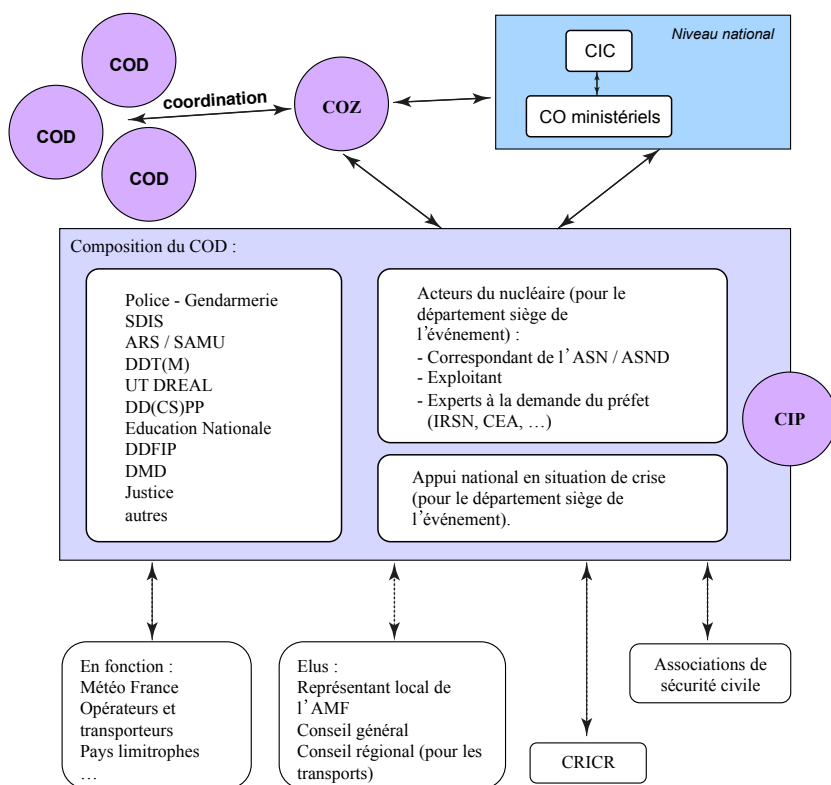 COD
COD
COD
coordination
COZ
Niveau national
CIC
CO ministériels
Composition du COD :
Police - Gendarmerie
SDIS
ARS / SAMU
DDT(M)
UT DREAL
DD(CS)PP
Education Nationale
DDFIP
DMD
Justice
autres
Acteurs du nucléaire (pour le
département siège de
l’événement) :
- Correspondant de l’ASN / ASND
- Exploitant
- Experts à la demande du préfet
(IRSN, CEA, …)
CIP
Appui national en situation de crise
(pour le département siège de
l’événement).
En fonction :
Météo France
Opérateurs et
transporteurs
Pays limitrophes
…
Elus :
Représentant local de
l’AMF
Conseil général
Conseil régional (pour les
transports)
CRICR
Associations de
sécurité civile